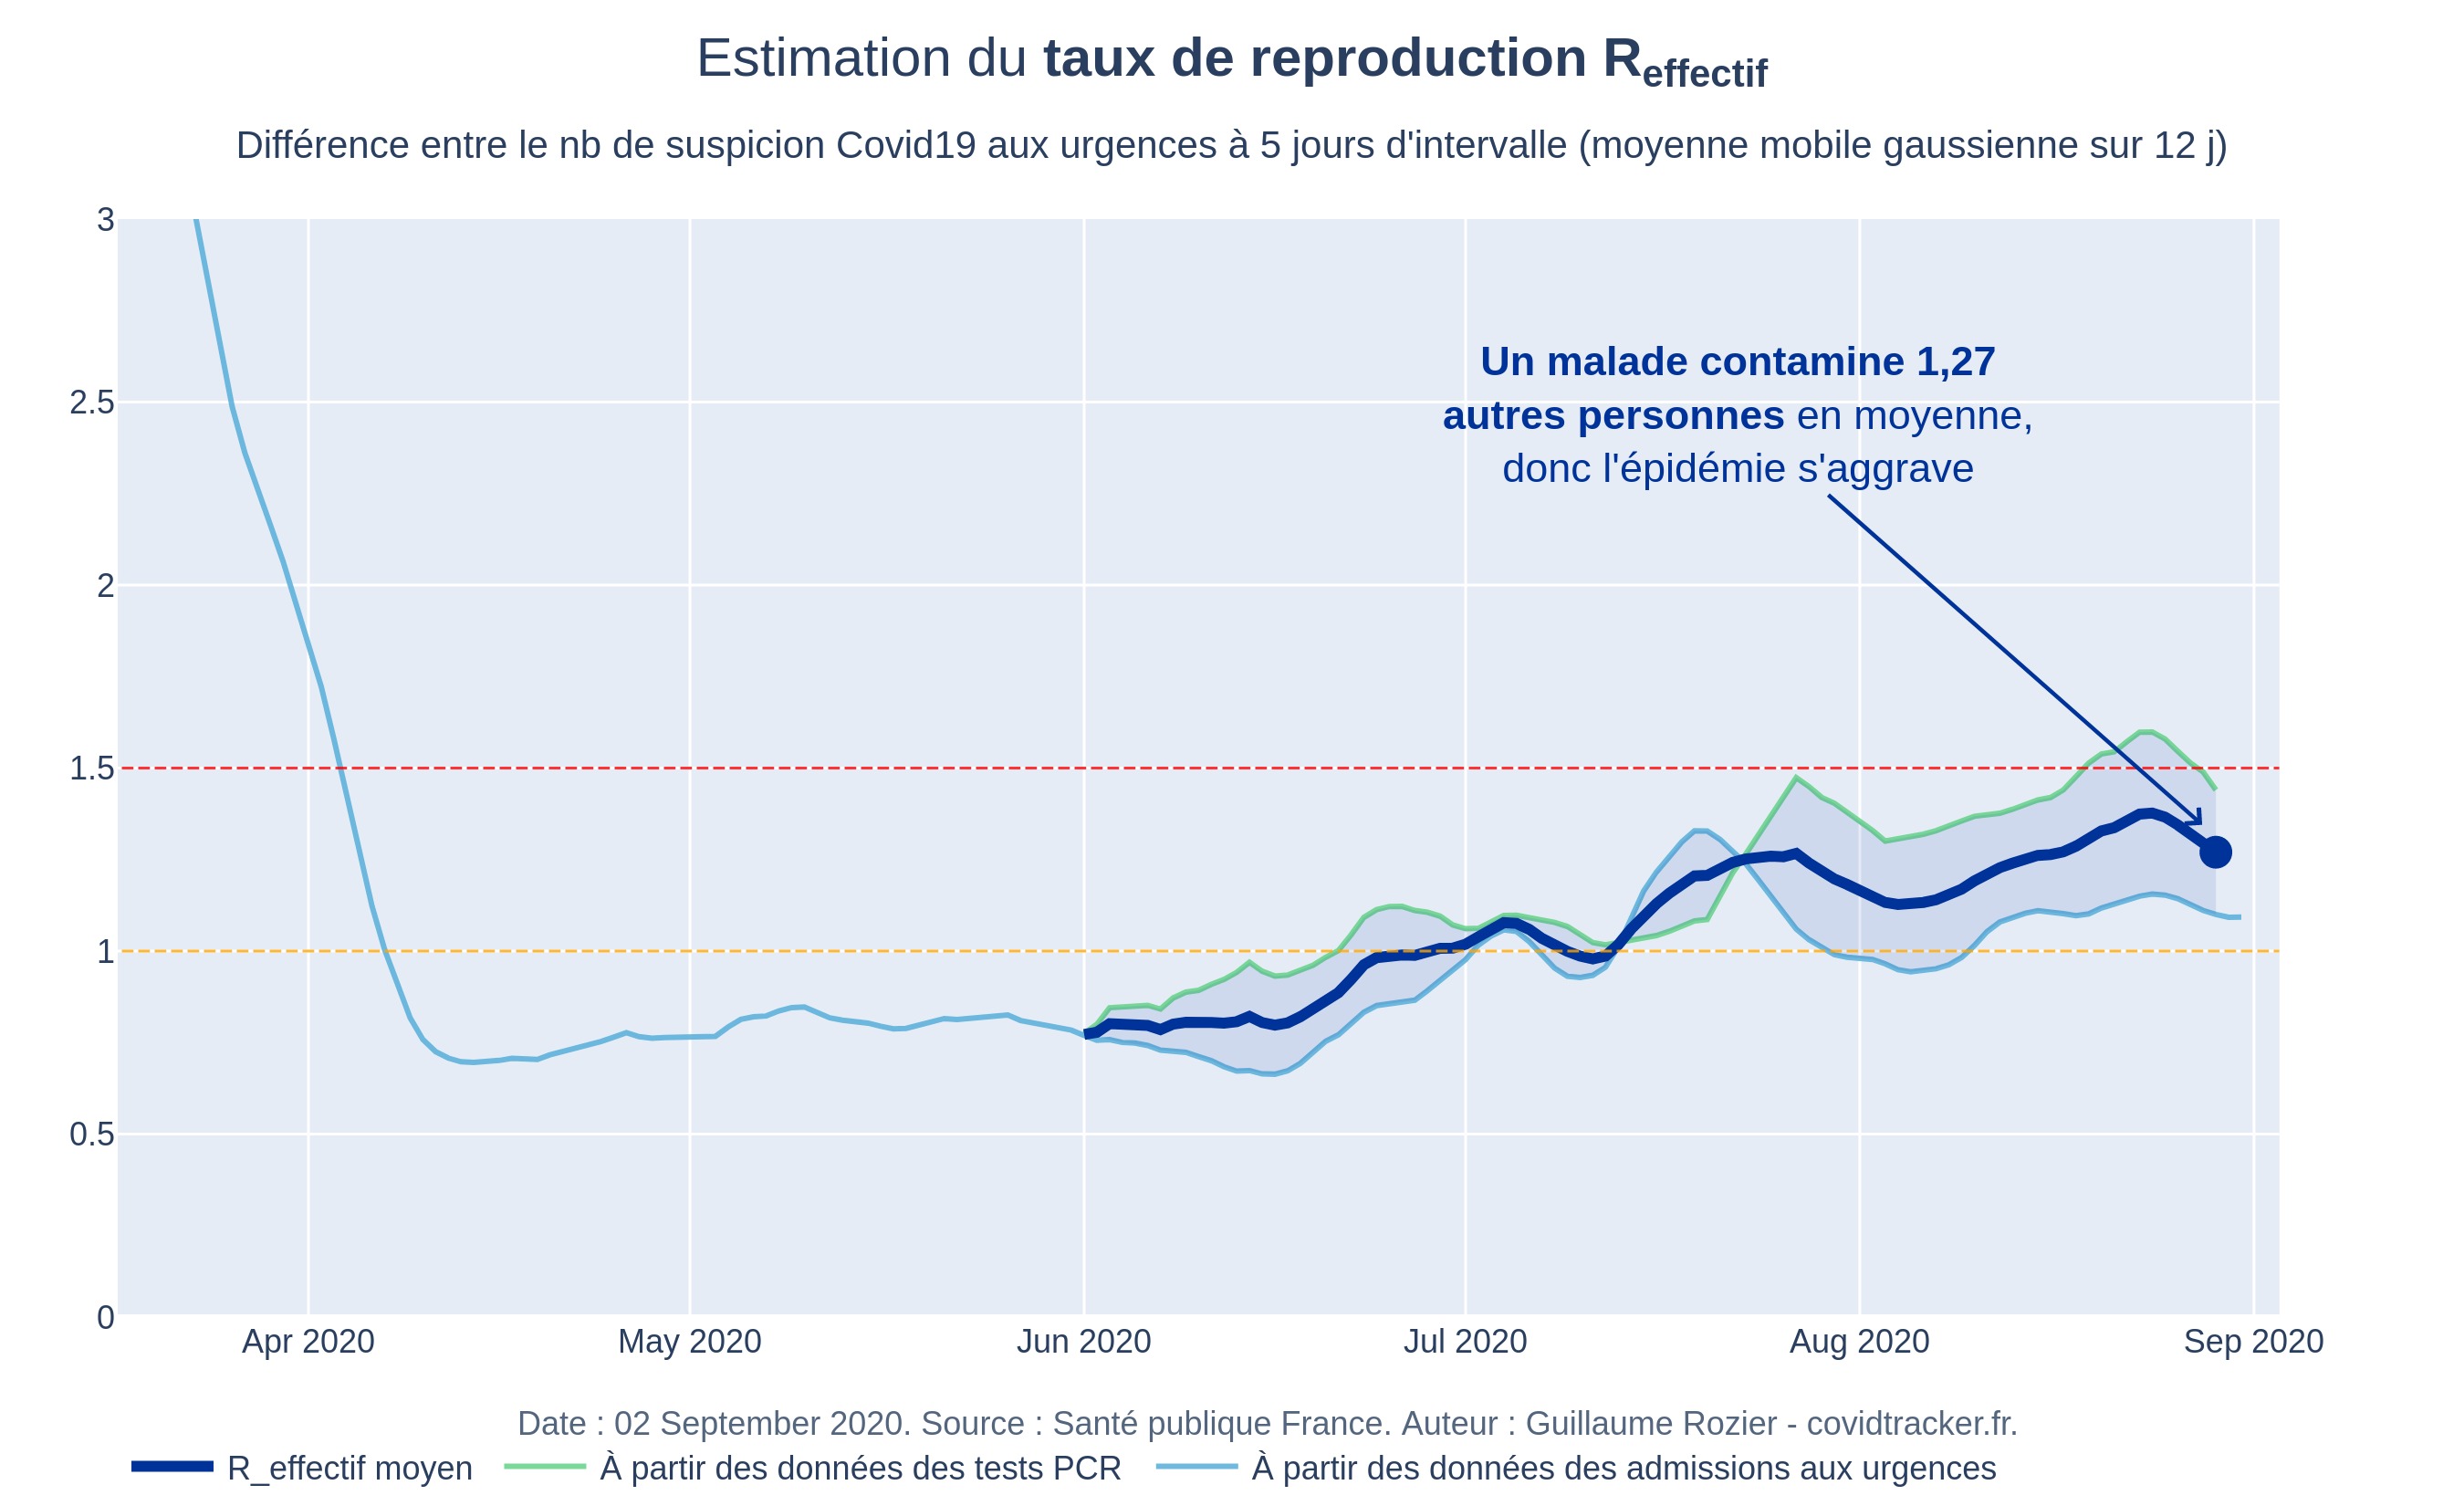 Estimation du taux de reproduction Reffectif
Différence entre le nb de suspicion Covid19 aux urgences à 5 jours d'intervalle (moyenne mobile gaussienne sur 12 j)
3
2.5
2
1.5
1
0.5
0
Un malade contamine 1,27
autres personnes en moyenne,
donc l'épidémie s'aggrave
Apr 2020 May 2020 Jun 2020 Jul 2020 Aug 2020 Sep 2020
Date : 02 September 2020. Source : Santé publique France. Auteur : Guillaume Rozier - covidtracker.fr.
R_effectif moyen À partir des données des tests PCR À partir des données des admissions aux urgences